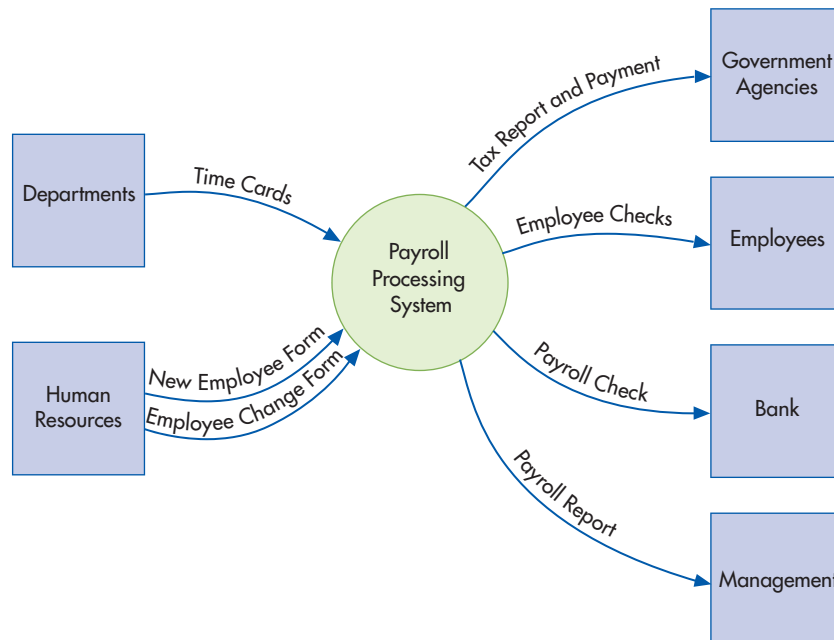 Departments
Time Cards
Human
Resources
New Employee Form
Employee Change Form
Payroll
Processing
System
Tax Report and Payment
Government
Agencies
Employee Checks
Employees
Payroll Check
Bank
Payroll Report
Management